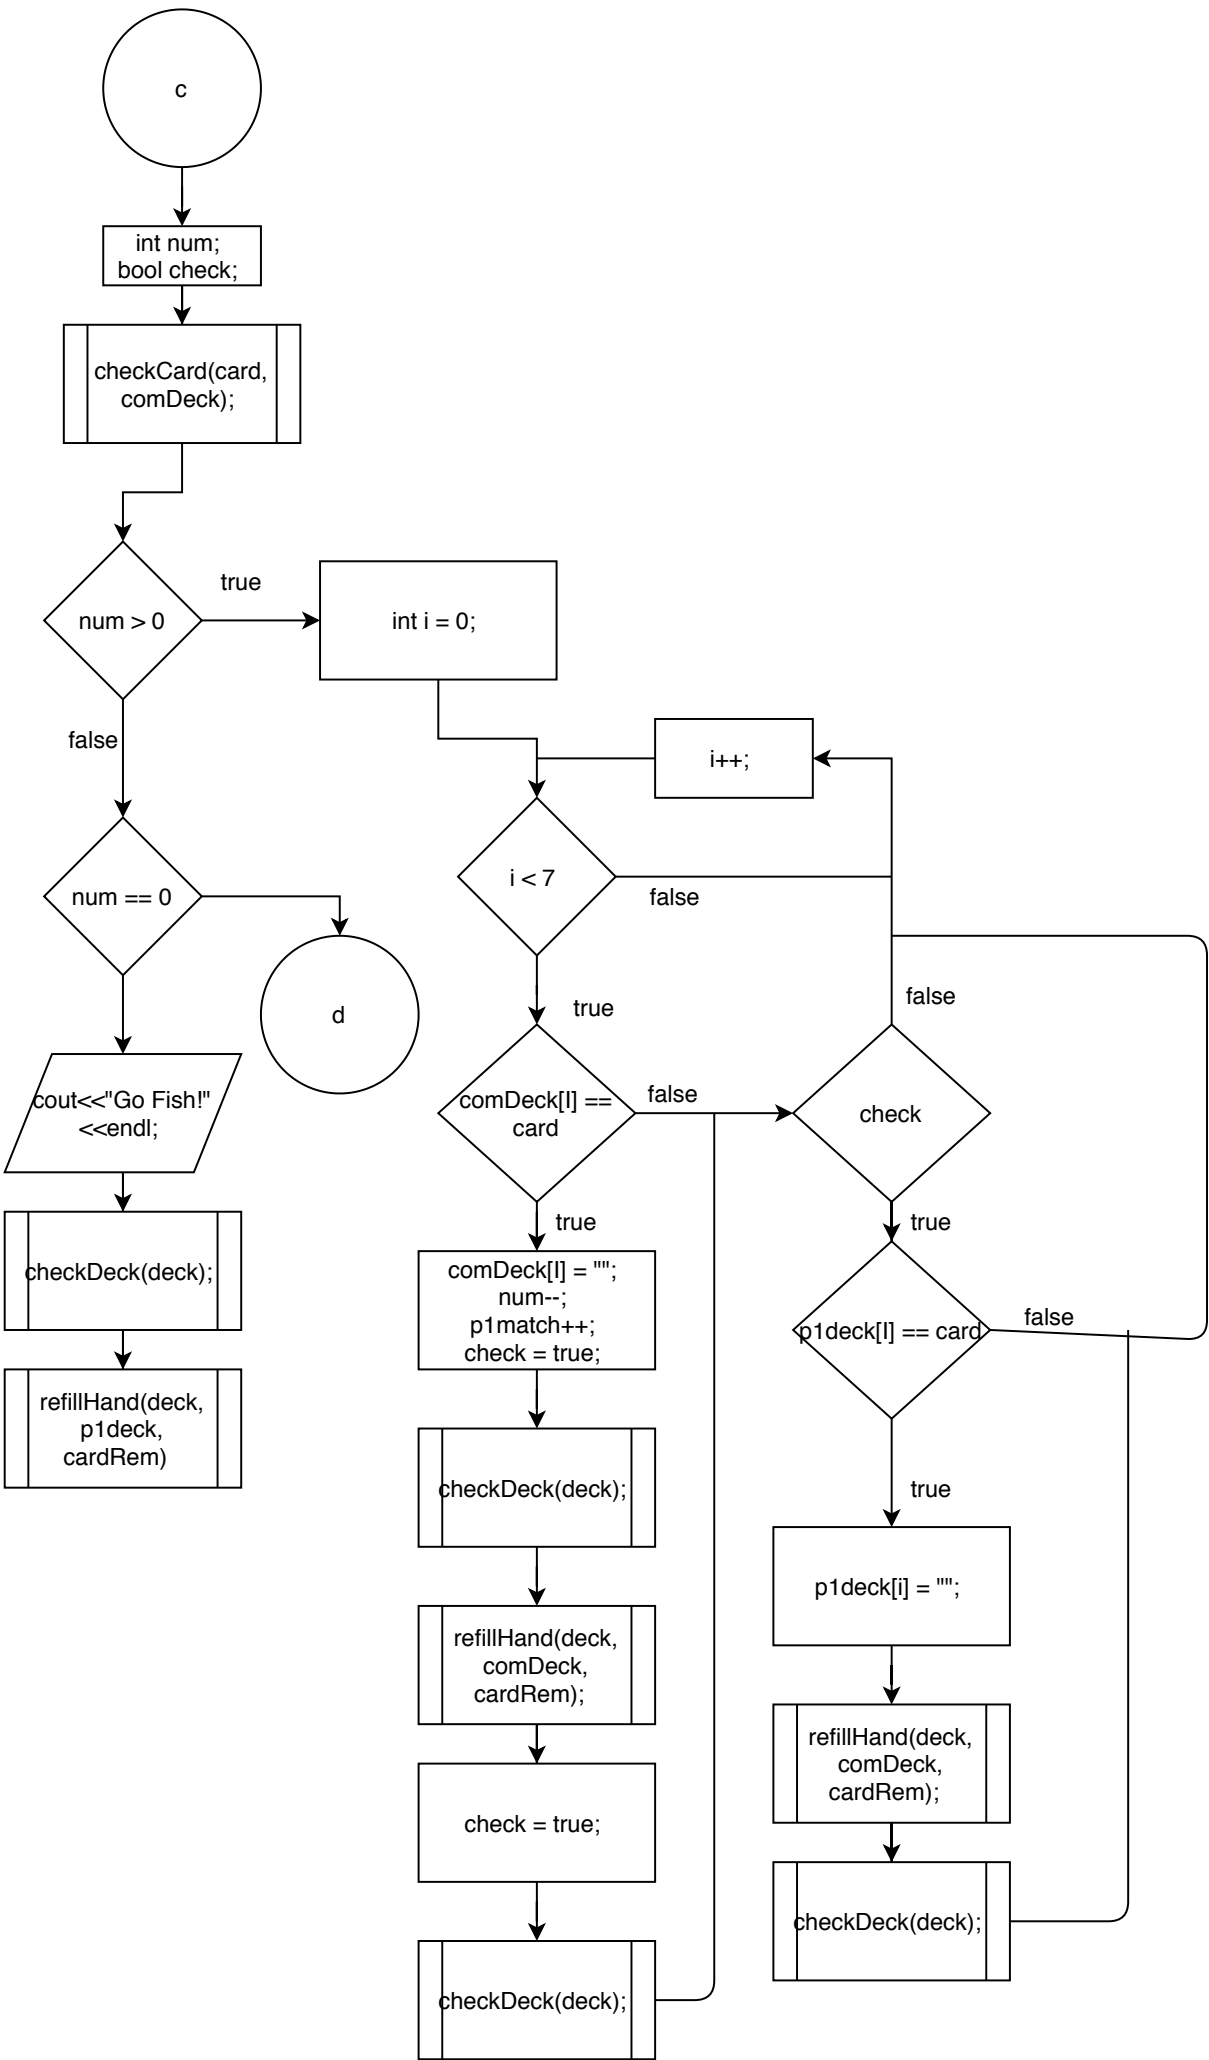 c
int num;
bool check;
checkCard(card,
comDeck);
num > 0
true
int i = 0;
false
i++;
num == 0
i < 7
false
d
true
false
cout<<"Go Fish!"
<<endl;
comDeck[I] ==
card
false
check
true
true
checkDeck(deck);
comDeck[I] = "";
num--;
p1match++;
check = true;
p1deck[I] == card
false
refillHand(deck,
p1deck,
cardRem)
checkDeck(deck);
true
p1deck[i] = "";
refillHand(deck,
comDeck,
cardRem);
refillHand(deck,
comDeck,
cardRem);
check = true;
checkDeck(deck);
checkDeck(deck);